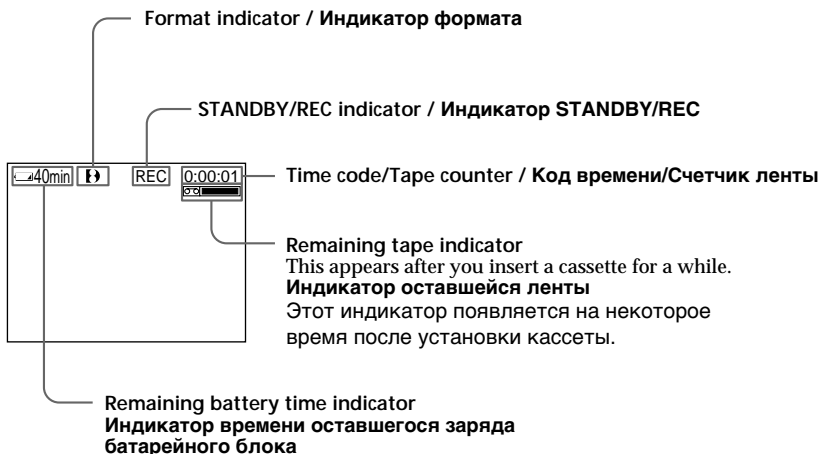 Format indicator / Индикатор формата
STANDBY/REC indicator / Индикатор STANDBY/REC
40min REC 0:00:01
Time code/Tape counter / Код времени/Счетчик ленты
Remaining tape indicator
This appears after you insert a cassette for a while.
Индикатор оставшейся ленты
Этот индикатор появляется на некоторое
время после установки кассеты.
Remaining battery time indicator
Индикатор времени оставшегося заряда
батарейного блока